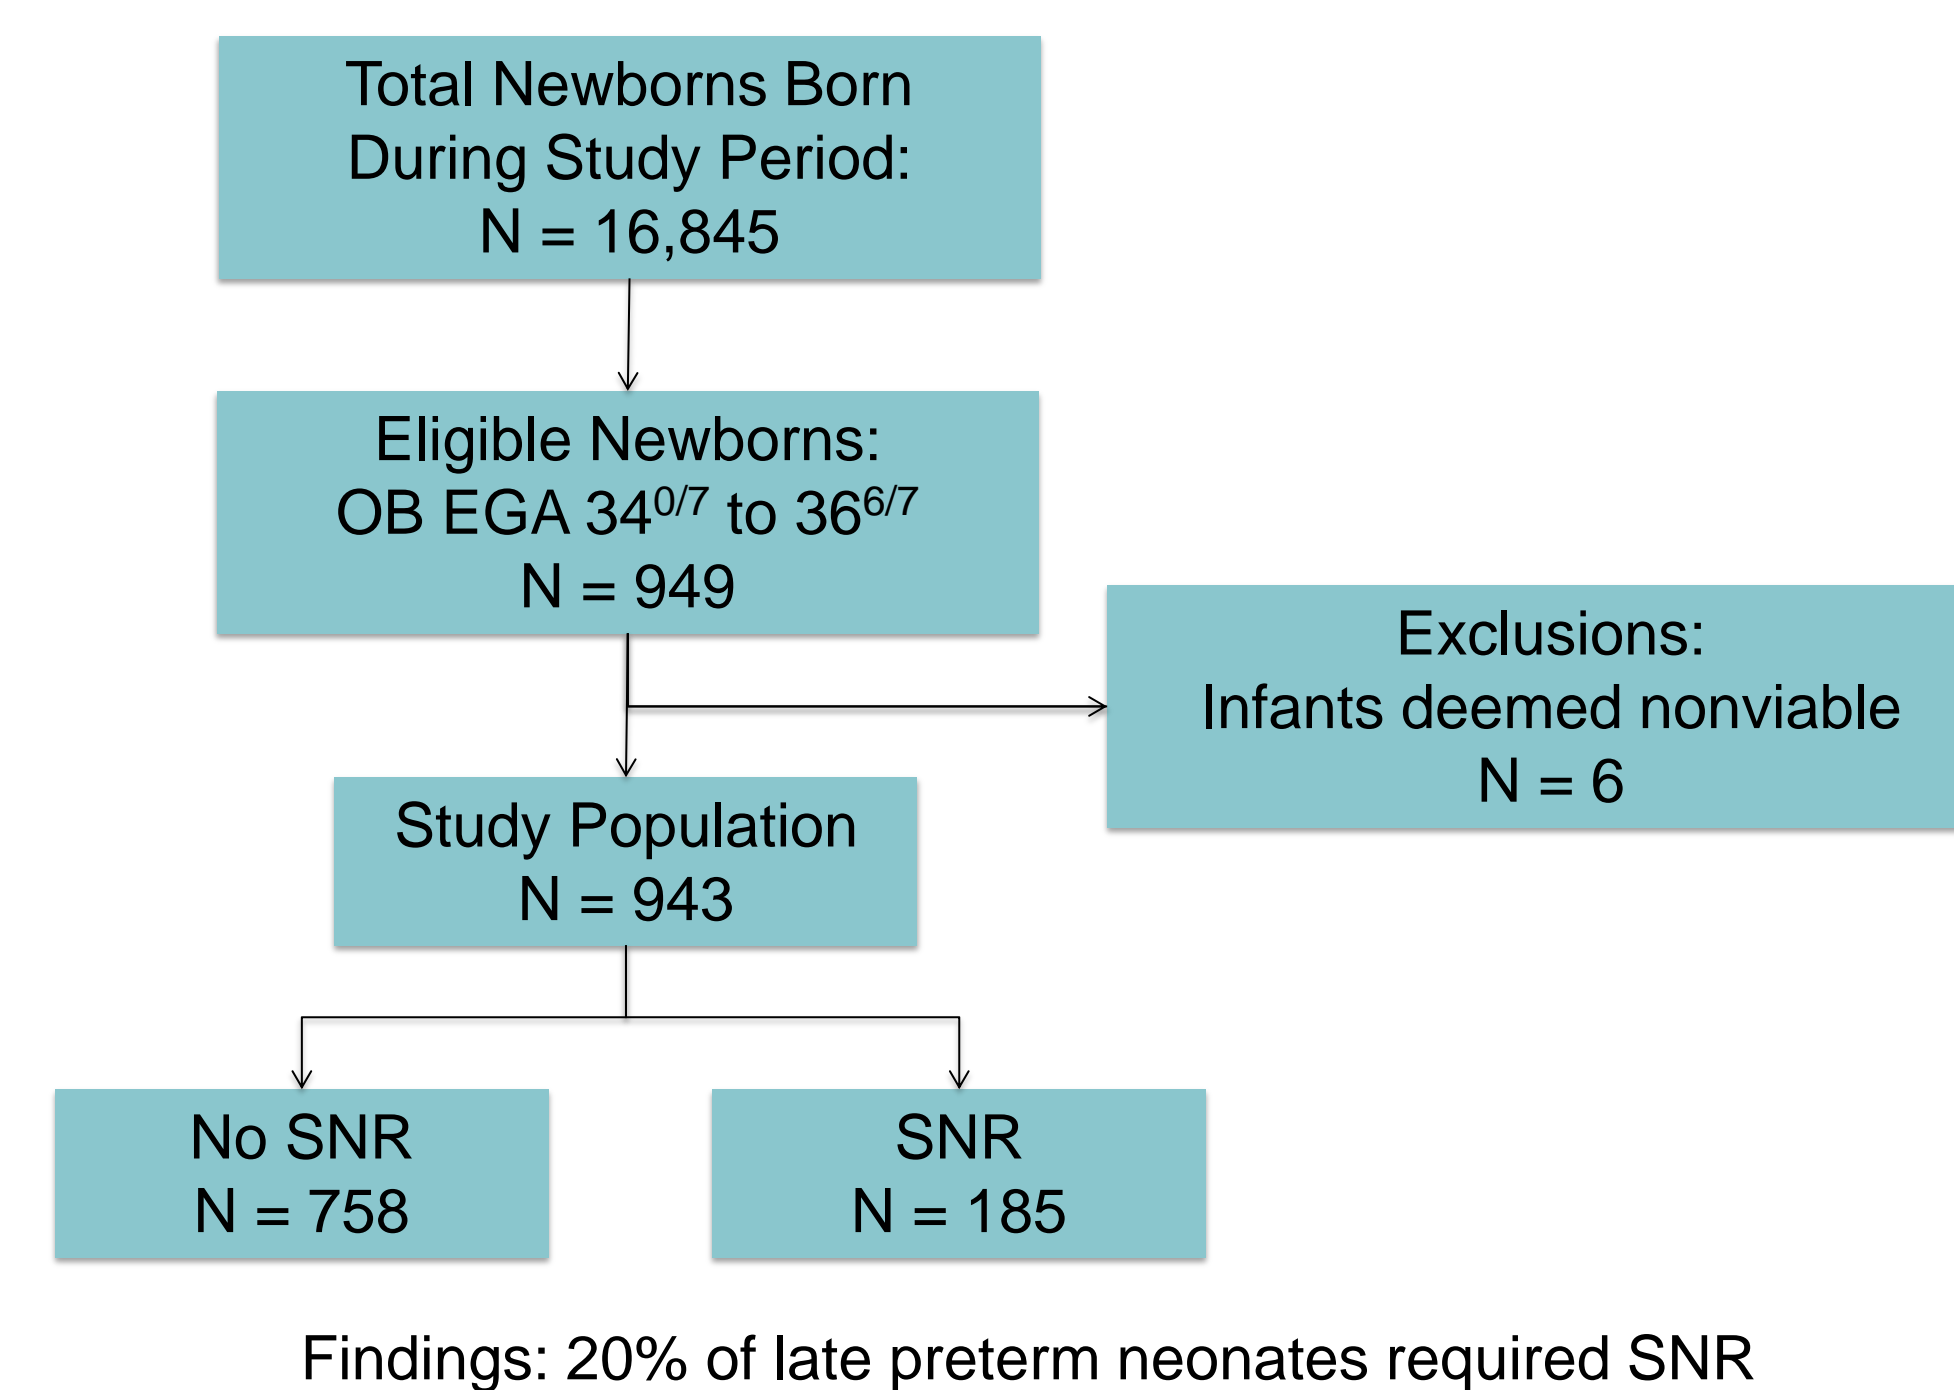 Total Newborns Born
During Study Period:
N = 16,845
Eligible Newborns:
OB EGA 34⁰/⁷ to 36⁶/⁷
N = 949
Exclusions:
Infants deemed nonviable
N = 6
Study Population
N = 943
No SNR
N = 758
SNR
N = 185
Findings: 20% of late preterm neonates required SNR